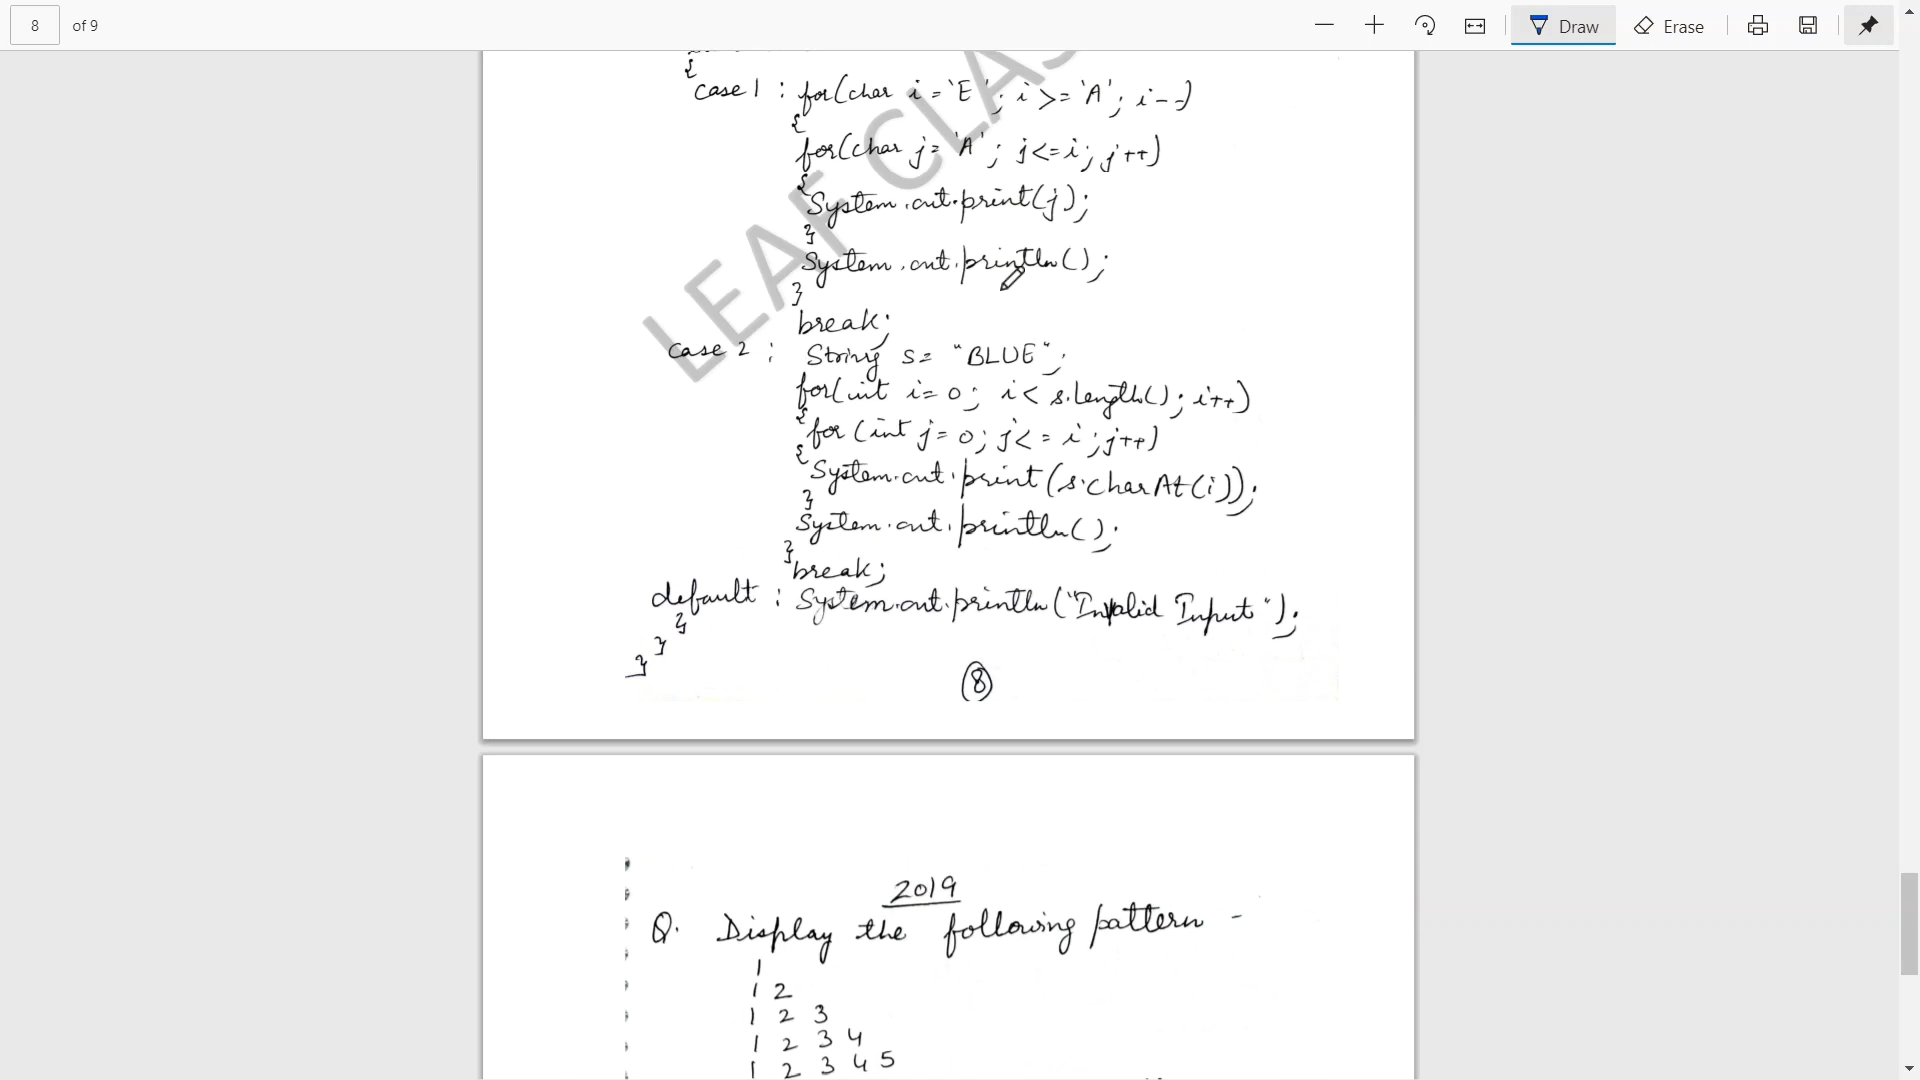 8 of 9 Draw Erase
{
case 1 : for(char i = 'E' ; i >= 'A' ; i--)
{
for(char j= 'A' ; j<=i ; j++)
{
System.out.print(j);
}
System.out.println();
}
break;
case 2 : String s= "BLUE";
for(int i= 0; i< s.length(); i++)
{
for (int j= 0; j<= i ; j++)
{
System.out.print(s.charAt(i));
}
System.out.println();
}
break;
default : System.out.println("Invalid Input");
}
}
}
8
LEAF CLAS
2019
Q. Display the following pattern -
1
1 2
1 2 3
1 2 3 4
1 2 3 4 5